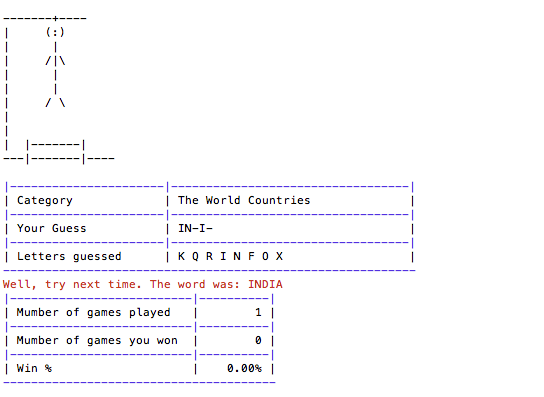 -------+----
|     (:)
|      |
|     /|\
|      |
|      |
|     / \
|
|
|  |-------|
---|-------|----
|----------------------|----------------------------------|
| Category             | The World Countries              |
|----------------------|----------------------------------|
| Your Guess           | IN-I-                            |
|----------------------|----------------------------------|
| Letters guessed      | K Q R I N F O X                  |
-----------------------------------------------------------
Well, try next time. The word was: INDIA
|--------------------------|----------|
| Mumber of games played   |        1 |
|--------------------------|----------|
| Mumber of games you won  |        0 |
|--------------------------|----------|
| Win %                    |    0.00% |
---------------------------------------